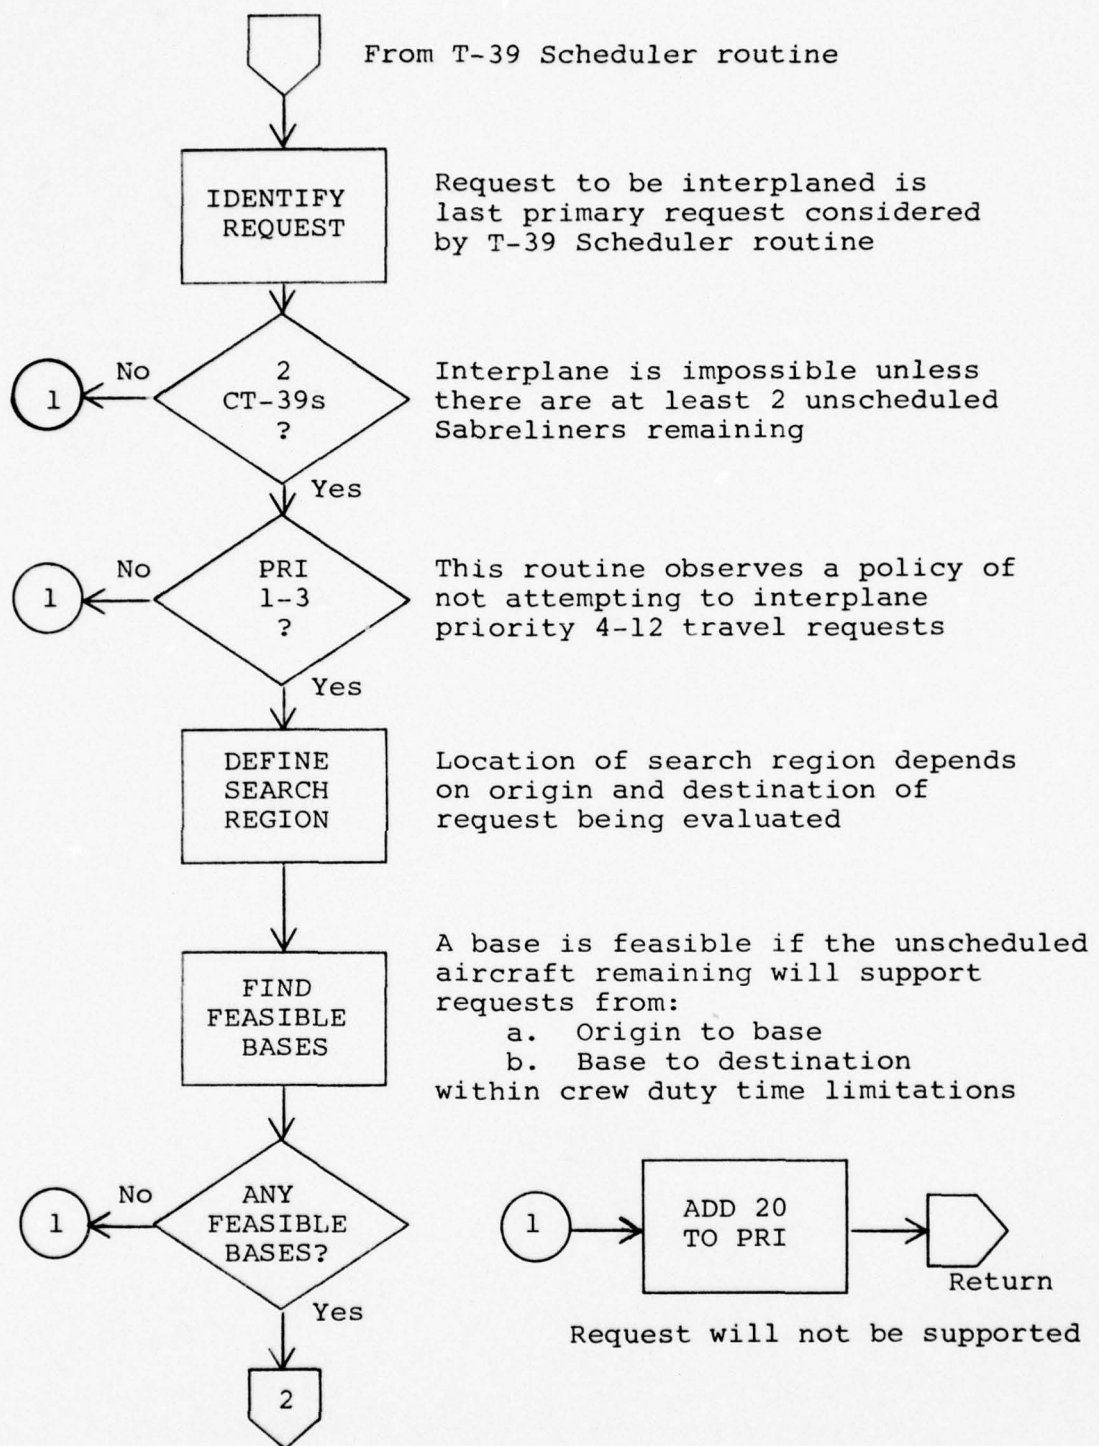 From T-39 Scheduler routine
IDENTIFY
REQUEST
Request to be interplaned is
last primary request considered
by T-39 Scheduler routine
1
No
2
CT-39s
?
Interplane is impossible unless
there are at least 2 unscheduled
Sabreliners remaining
Yes
1
No
PRI
1-3
?
This routine observes a policy of
not attempting to interplane
priority 4-12 travel requests
Yes
DEFINE
SEARCH
REGION
Location of search region depends
on origin and destination of
request being evaluated
FIND
FEASIBLE
BASES
A base is feasible if the unscheduled
aircraft remaining will support
requests from:
a. Origin to base
b. Base to destination
within crew duty time limitations
1
No
ANY
FEASIBLE
BASES?
Yes
2
1
ADD 20
TO PRI
Return
Request will not be supported